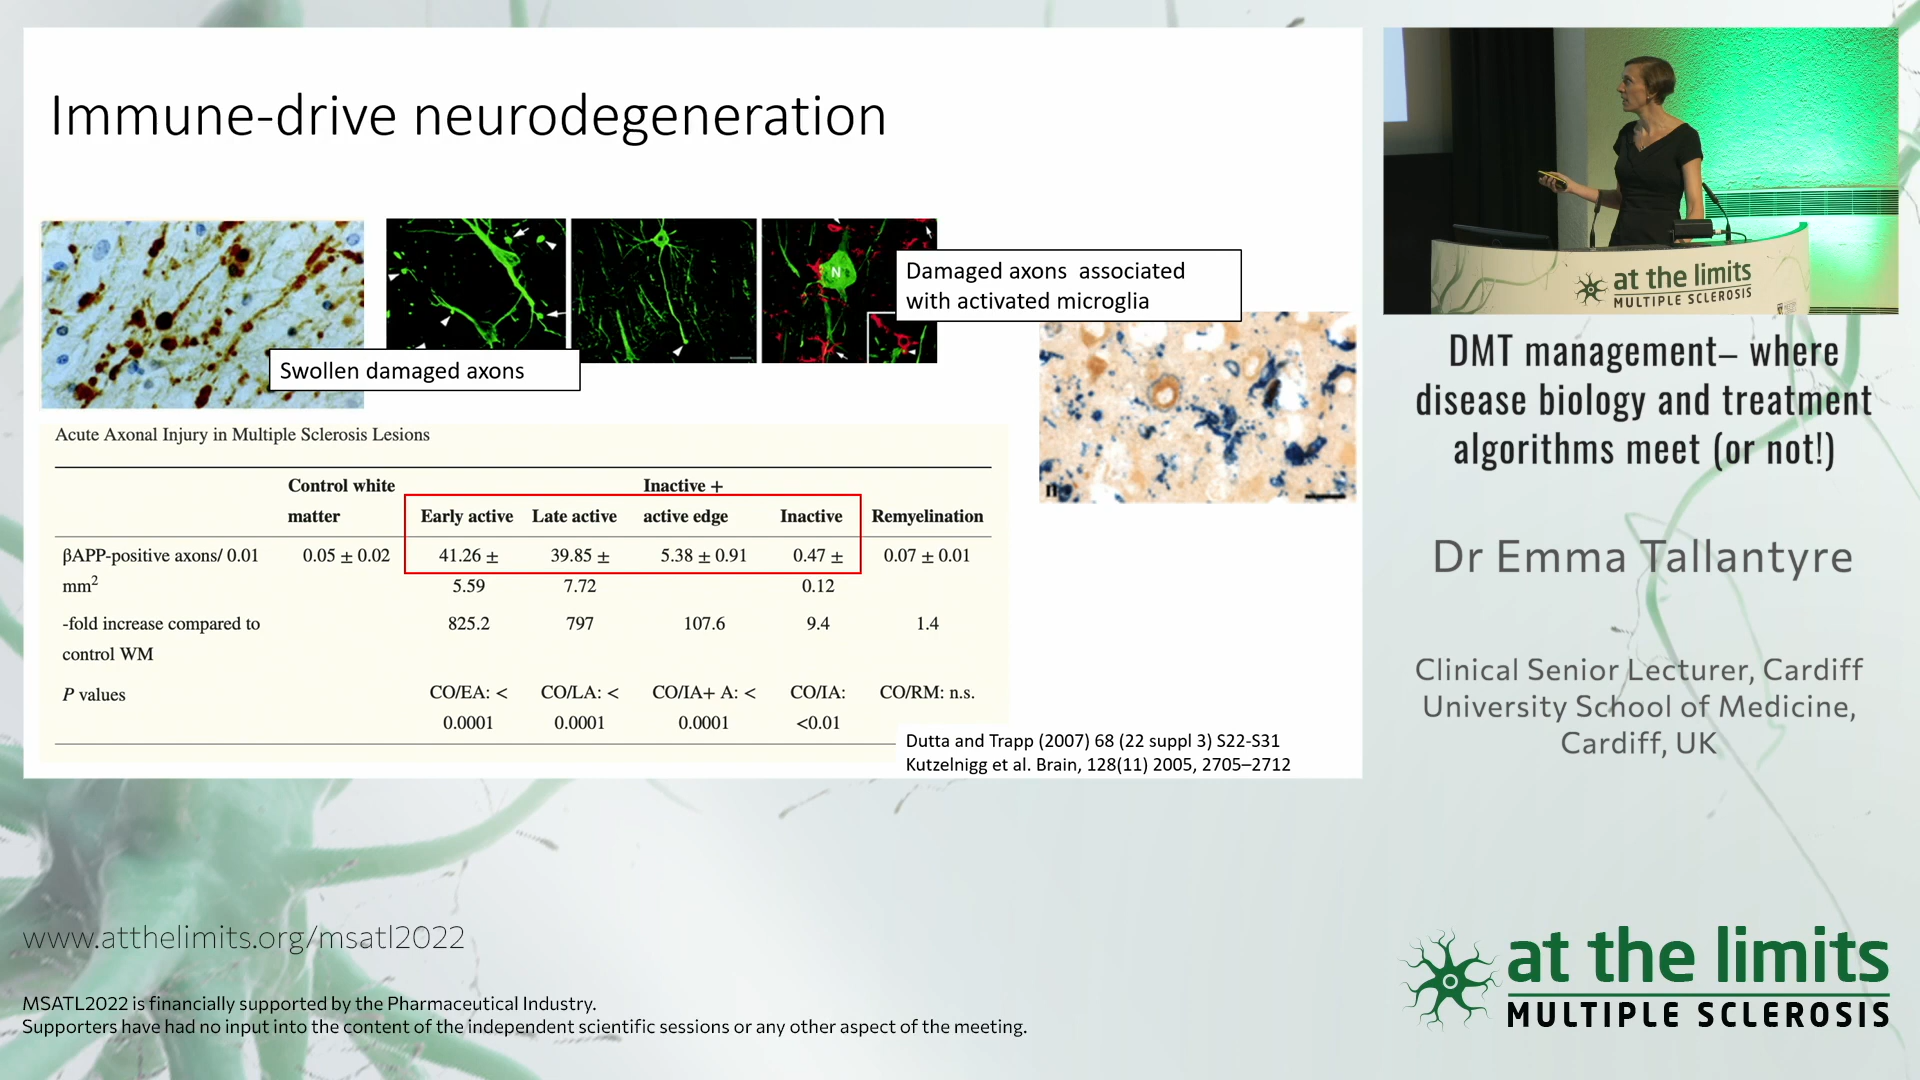 Immune-drive neurodegeneration
N
Damaged axons associated
with activated microglia
Swollen damaged axons
n
Acute Axonal Injury in Multiple Sclerosis Lesions
Control white
matter
Early active
Late active
Inactive +
active edge
Inactive
Remyelination
βAPP-positive axons/ 0.01
mm²
0.05 ± 0.02
41.26 ±
5.59
39.85 ±
7.72
5.38 ± 0.91
0.47 ±
0.12
0.07 ± 0.01
-fold increase compared to
control WM
825.2
797
107.6
9.4
1.4
P values
CO/EA: <
0.0001
CO/LA: <
0.0001
CO/IA+ A: <
0.0001
CO/IA:
<0.01
CO/RM: n.s.
Dutta and Trapp (2007) 68 (22 suppl 3) S22-S31
Kutzelnigg et al. Brain, 128(11) 2005, 2705–2712
at the limits
MULTIPLE SCLEROSIS
DMT management– where
disease biology and treatment
algorithms meet (or not!)
Dr Emma Tallantyre
Clinical Senior Lecturer, Cardiff
University School of Medicine,
Cardiff, UK
www.atthelimits.org/msatl2022
MSATL2022 is financially supported by the Pharmaceutical Industry.
Supporters have had no input into the content of the independent scientific sessions or any other aspect of the meeting.
at the limits
MULTIPLE SCLEROSIS